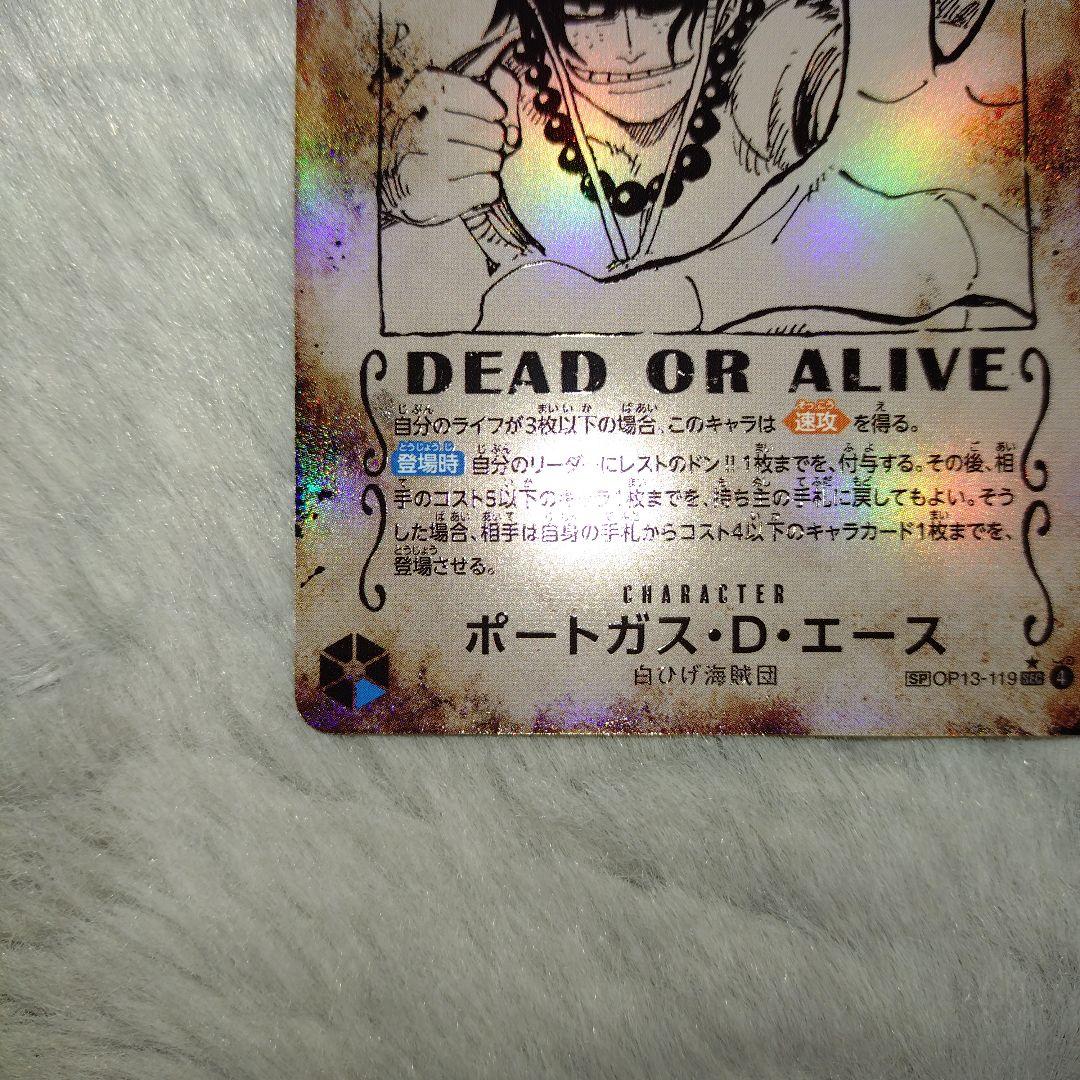 DEAD OR ALIVE
自分のライフが3枚以下の場合、このキャラは 速攻 を得る。
登場時 自分のリーダーにレストのドン!!1枚までを、付与する。その後、相
手のコスト5以下のキャラ1枚までを、持ち主の手札に戻してもよい。そう
した場合、相手は自身の手札からコスト4以下のキャラカード1枚までを、
登場させる。
CHARACTER
ポートガス・D・エース
白ひげ海賊団
SP OP13-119 SEC 4